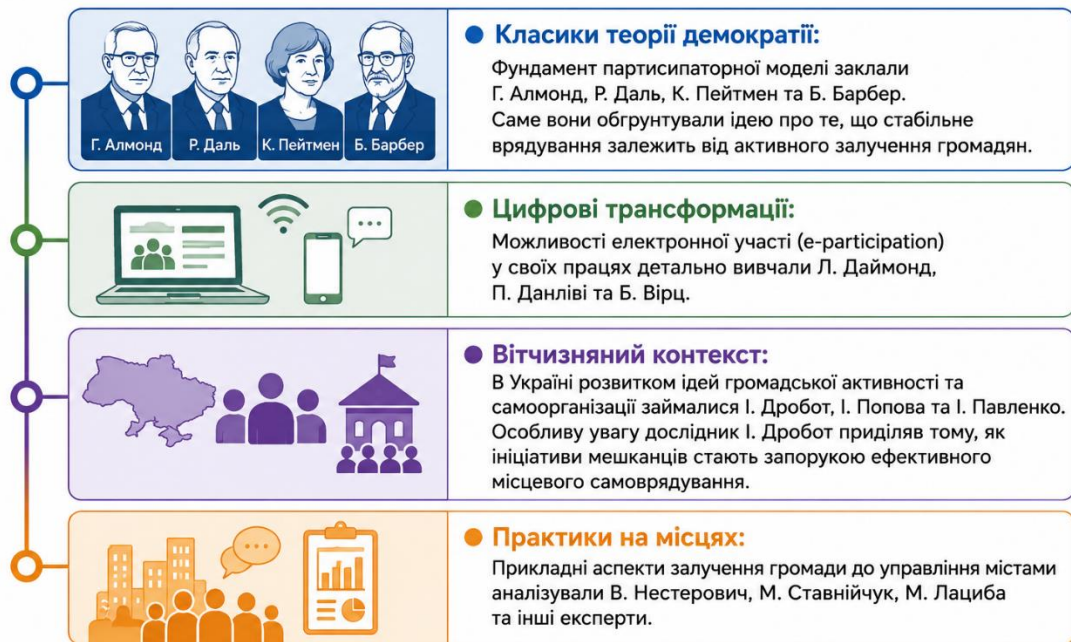 Г. Алмонд
Р. Даль
К. Пейтмен
Б. Барбер
Класики теорії демократії:
Фундамент партисипаторної моделі заклали
Г. Алмонд, Р. Даль, К. Пейтмен та Б. Барбер.
Саме вони обгрунтували ідею про те, що стабільне
врядування залежить від активного залучення громадян.
Цифрові трансформації:
Можливості електронної участі (e-participation)
у своїх працях детально вивчали Л. Даймонд,
П. Данліві та Б. Вірц.
Вітчизняний контекст:
В Україні розвитком ідей громадської активності та
самоорганізації займалися І. Дробот, І. Попова та І. Павленко.
Особливу увагу дослідник І. Дробот приділяв тому, як
ініціативи мешканців стають запорукою ефективного
місцевого самоврядування.
Практики на місцях:
Прикладні аспекти залучення громади до управління містами
аналізували В. Нестерович, М. Ставнійчук, М. Лациба
та інші експерти.